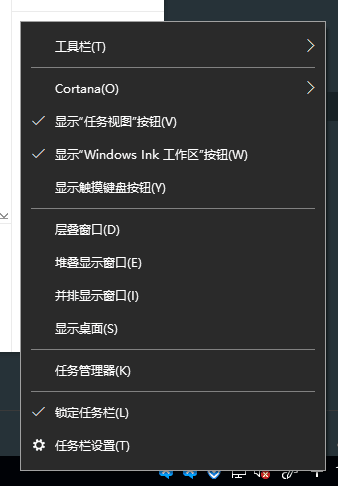 工具栏(T)
Cortana(O)
显示“任务视图”按钮(V)
显示“Windows Ink 工作区”按钮(W)
显示触摸键盘按钮(Y)
层叠窗口(D)
堆叠显示窗口(E)
并排显示窗口(I)
显示桌面(S)
任务管理器(K)
锁定任务栏(L)
任务栏设置(T)